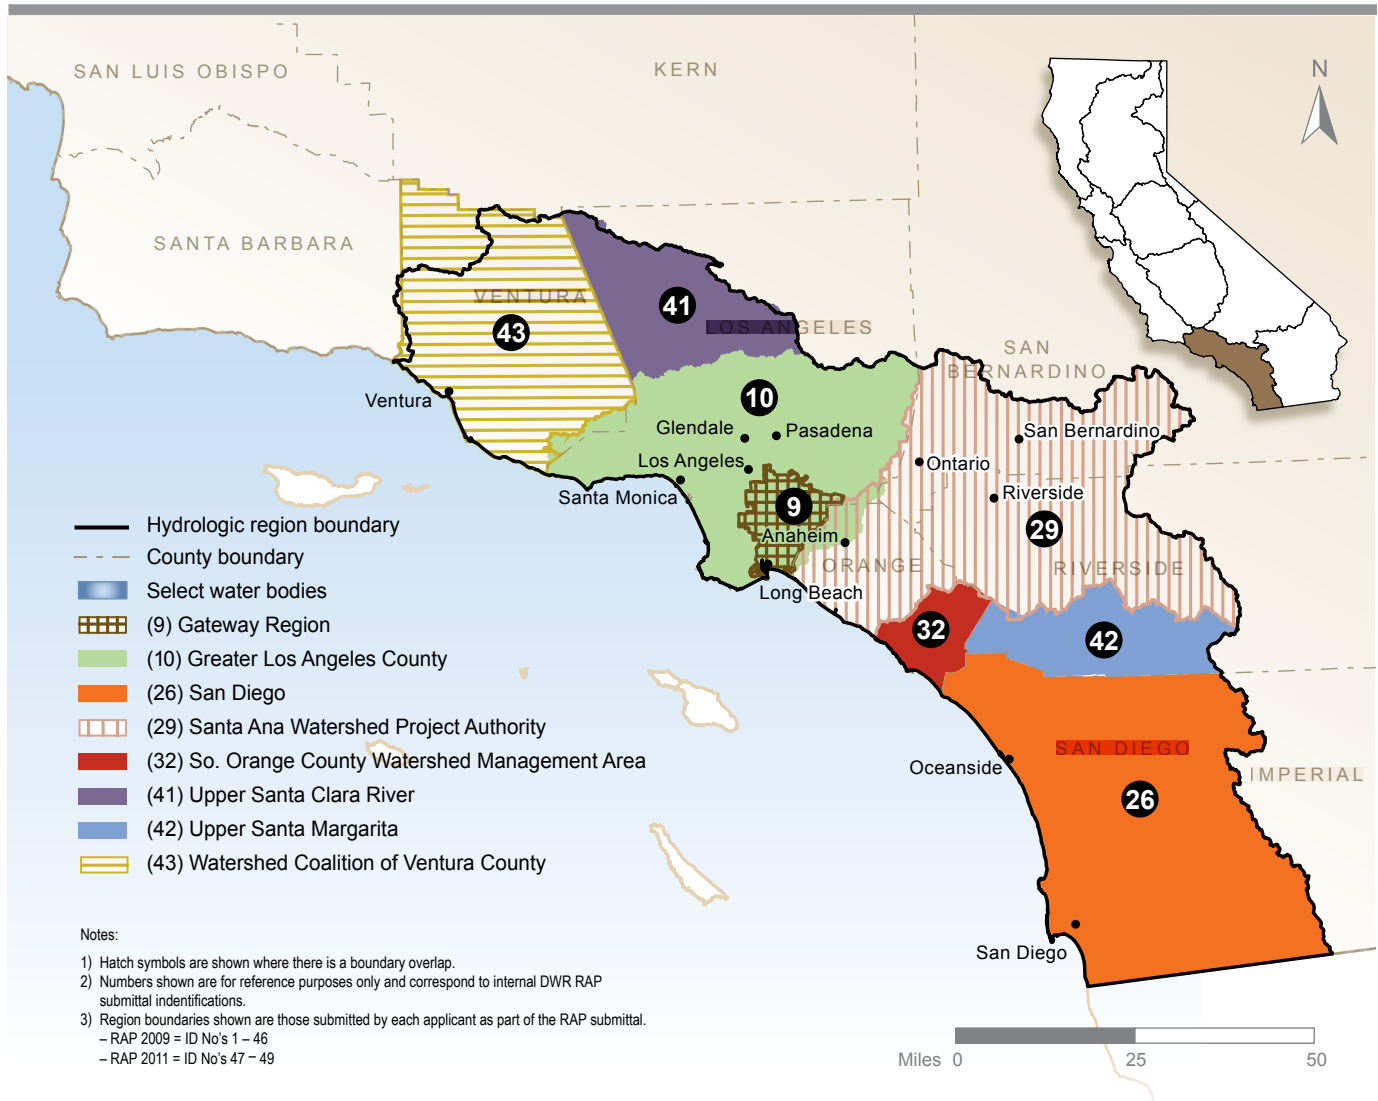 SAN LUIS OBISPO
KERN
N
SANTA BARBARA
VENTURA
41
LOS ANGELES
43
SAN
BERNARDINO
10
Ventura
Glendale
Pasadena
San Bernardino
Los Angeles
Ontario
Santa Monica
Riverside
9
29
Anaheim
ORANGE
RIVERSIDE
Long Beach
32
42
Hydrologic region boundary
County boundary
Select water bodies
(9) Gateway Region
(10) Greater Los Angeles County
(26) San Diego
(29) Santa Ana Watershed Project Authority
(32) So. Orange County Watershed Management Area
(41) Upper Santa Clara River
(42) Upper Santa Margarita
(43) Watershed Coalition of Ventura County
SAN DIEGO
Oceanside
IMPERIAL
26
San Diego
Notes:
1) Hatch symbols are shown where there is a boundary overlap.
2) Numbers shown are for reference purposes only and correspond to internal DWR RAP
submittal indentifications.
3) Region boundaries shown are those submitted by each applicant as part of the RAP submittal.
– RAP 2009 = ID No's 1 – 46
– RAP 2011 = ID No's 47 – 49
Miles 0 25 50